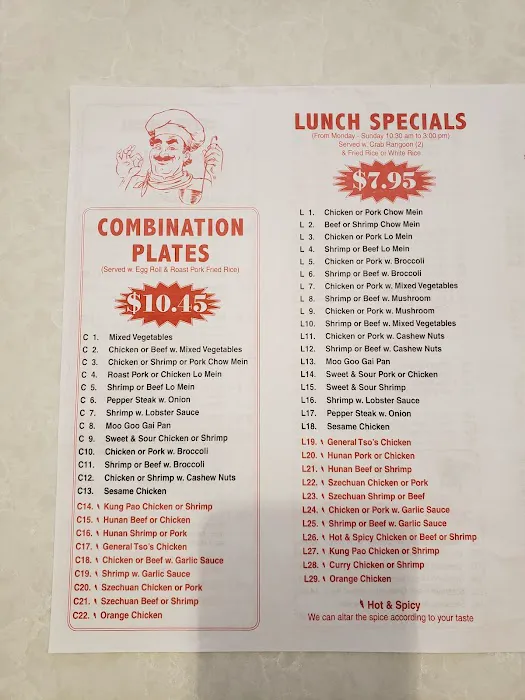 COMBINATION
PLATES
(Served w. Egg Roll & Roast Pork Fried Rice)
$10.45
C 1. Mixed Vegetables
C 2. Chicken or Beef w. Mixed Vegetables
C 3. Chicken or Shrimp or Pork Chow Mein
C 4. Roast Pork or Chicken Lo Mein
C 5. Shrimp or Beef Lo Mein
C 6. Pepper Steak w. Onion
C 7. Shrimp w. Lobster Sauce
C 8. Moo Goo Gai Pan
C 9. Sweet & Sour Chicken or Shrimp
C10. Chicken or Pork w. Broccoli
C11. Shrimp or Beef w. Broccoli
C12. Chicken or Shrimp w. Cashew Nuts
C13. Sesame Chicken
C14. Kung Pao Chicken or Shrimp
C15. Hunan Beef or Chicken
C16. Hunan Shrimp or Pork
C17. General Tso's Chicken
C18. Chicken or Beef w. Garlic Sauce
C19. Shrimp w. Garlic Sauce
C20. Szechuan Chicken or Pork
C21. Szechuan Beef or Shrimp
C22. Orange Chicken
LUNCH SPECIALS
(From Monday - Sunday 10:30 am to 3:00 pm)
Served w. Crab Rangoon (2)
& Fried Rice or White Rice
$7.95
L 1. Chicken or Pork Chow Mein
L 2. Beef or Shrimp Chow Mein
L 3. Chicken or Pork Lo Mein
L 4. Shrimp or Beef Lo Mein
L 5. Chicken or Pork w. Broccoli
L 6. Shrimp or Beef w. Broccoli
L 7. Chicken or Pork w. Mixed Vegetables
L 8. Shrimp or Beef w. Mushroom
L 9. Chicken or Pork w. Mushroom
L10. Shrimp or Beef w. Mixed Vegetables
L11. Chicken or Pork w. Cashew Nuts
L12. Shrimp or Beef w. Cashew Nuts
L13. Moo Goo Gai Pan
L14. Sweet & Sour Pork or Chicken
L15. Sweet & Sour Shrimp
L16. Shrimp w. Lobster Sauce
L17. Pepper Steak w. Onion
L18. Sesame Chicken
L19. General Tso's Chicken
L20. Hunan Pork or Chicken
L21. Hunan Beef or Shrimp
L22. Szechuan Chicken or Pork
L23. Szechuan Shrimp or Beef
L24. Chicken or Pork w. Garlic Sauce
L25. Shrimp or Beef w. Garlic Sauce
L26. Hot & Spicy Chicken or Beef or Shrimp
L27. Kung Pao Chicken or Shrimp
L28. Curry Chicken or Shrimp
L29. Orange Chicken
Hot & Spicy
We can altar the spice according to your taste